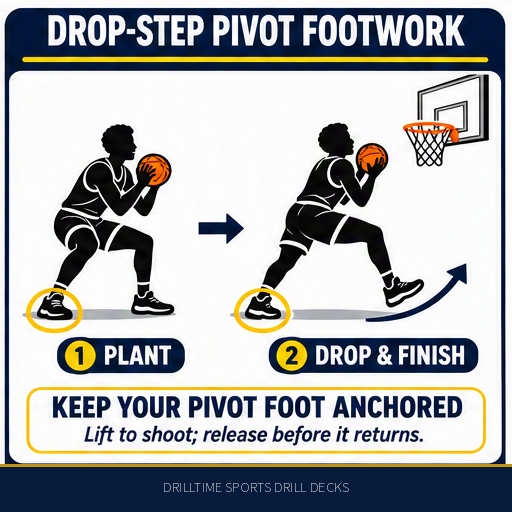 DROP-STEP PIVOT FOOTWORK
1 PLANT
2 DROP & FINISH
KEEP YOUR PIVOT FOOT ANCHORED
Lift to shoot; release before it returns.
DRILLTIME SPORTS DRILL DECKS